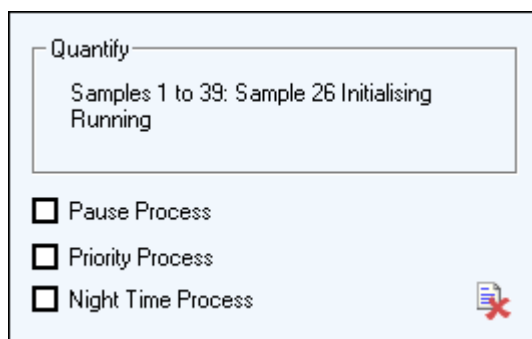 Quantify
Samples 1 to 39: Sample 26 Initialising
Running
Pause Process
Priority Process
Night Time Process